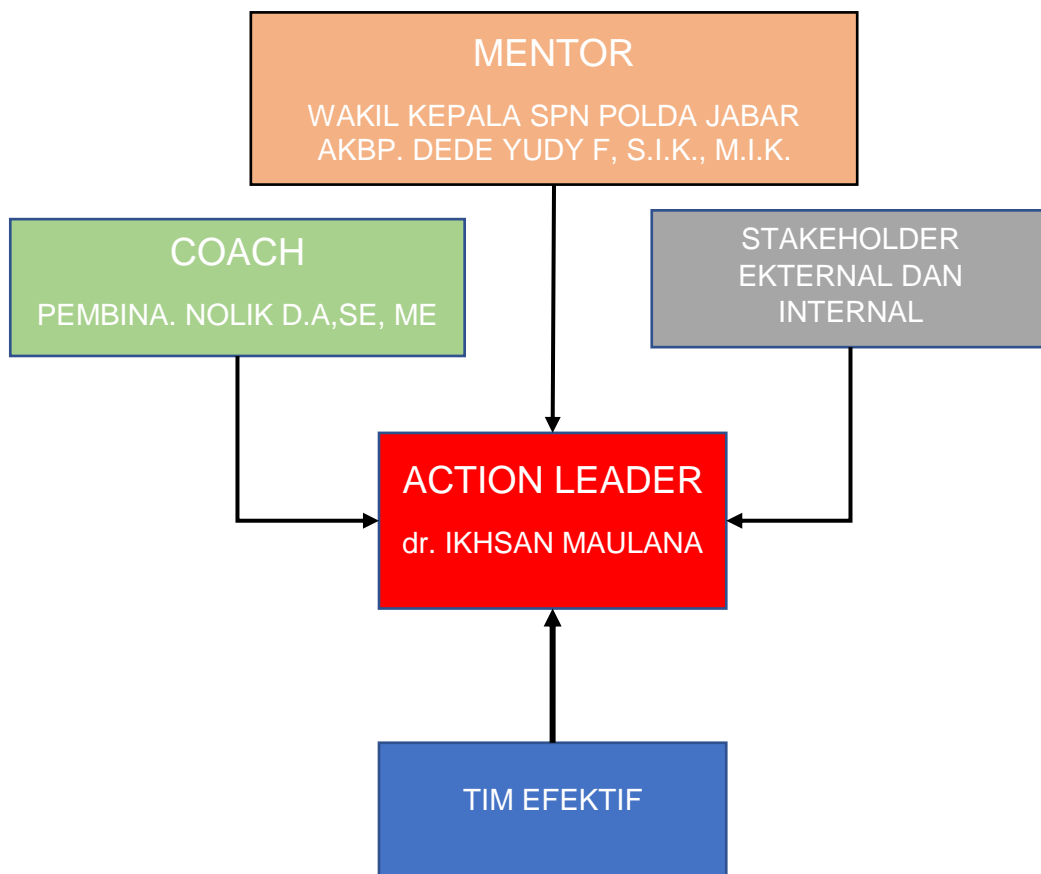 MENTOR
WAKIL KEPALA SPN POLDA JABAR
AKBP. DEDE YUDY F, S.I.K., M.I.K.
COACH
PEMBINA. NOLIK D.A,SE, ME
STAKEHOLDER
EKTERNAL DAN
INTERNAL
ACTION LEADER
dr. IKHSAN MAULANA
TIM EFEKTIF